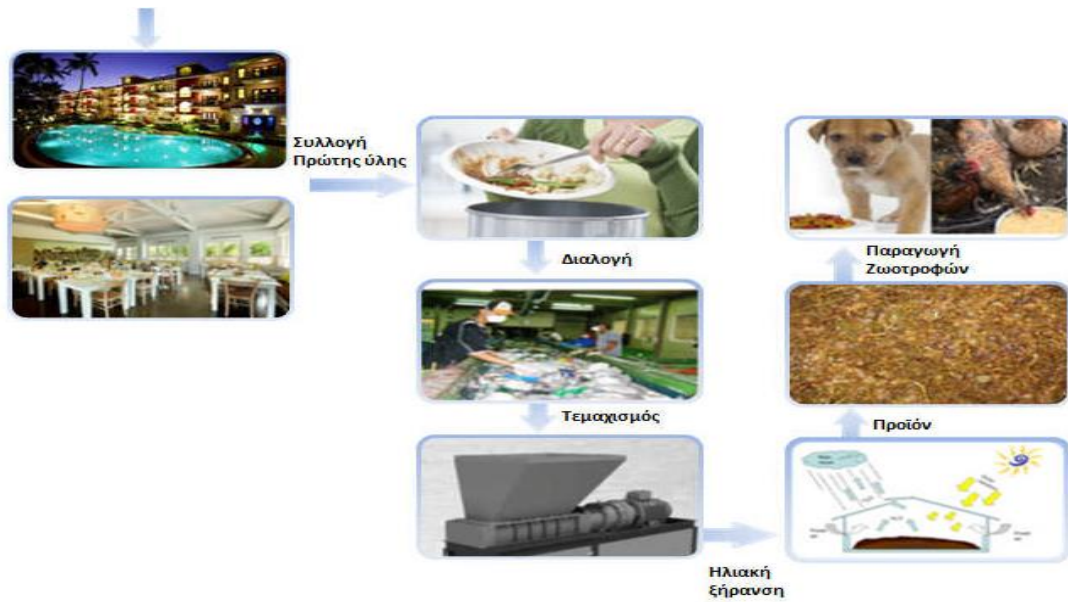 Συλλογή
Πρώτης ύλης
Διαλογή
Τεμαχισμός
Ηλιακή
ξήρανση
Προϊόν
Παραγωγή
Ζωοτροφών